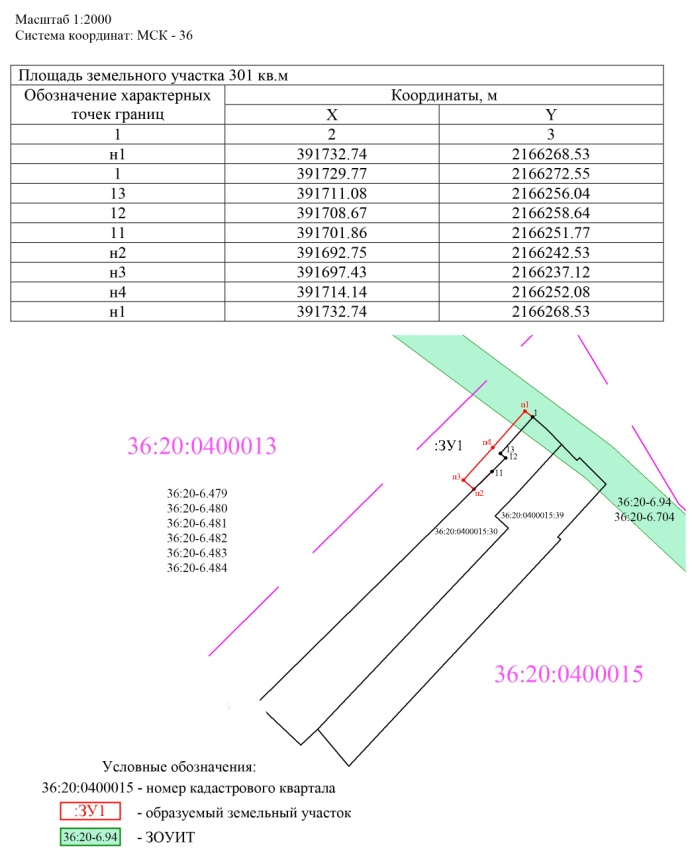 Масштаб 1:2000
Система координат: МСК - 36
Площадь земельного участка 301 кв.м
Обозначение характерных точек границ Координаты, м
X Y
1 2 3
н1 391732.74 2166268.53
1 391729.77 2166272.55
13 391711.08 2166256.04
12 391708.67 2166258.64
11 391701.86 2166251.77
н2 391692.75 2166242.53
н3 391697.43 2166237.12
н4 391714.14 2166252.08
н1 391732.74 2166268.53
н1
1
36:20:0400013
:ЗУ1
н4
13
12
11
н3
н2
36:20-6.479
36:20-6.480
36:20-6.481
36:20-6.482
36:20-6.483
36:20-6.484
36:20-6.94
36:20-6.704
36:20:0400015:39
36:20:0400015:30
36:20:0400015
Условные обозначения:
36:20:0400015 - номер кадастрового квартала
:ЗУ1 - образуемый земельный участок
36:20-6.94 - ЗОУИТ